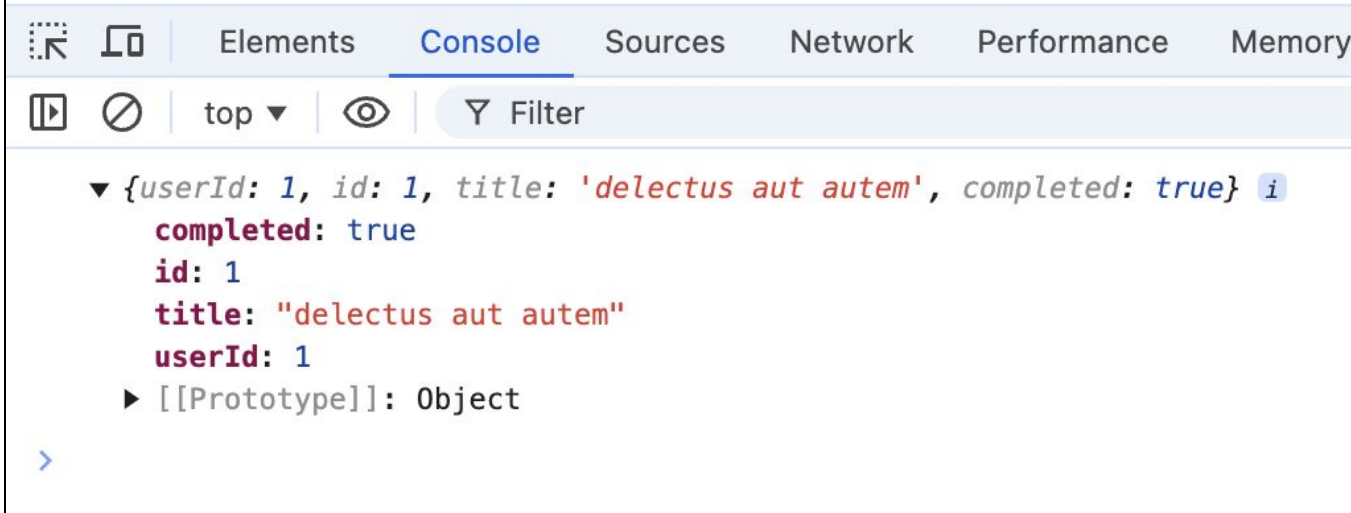 Elements Console Sources Network Performance Memory
top ▼ Filter
▼ {userId: 1, id: 1, title: 'delectus aut autem', completed: true} i
completed: true
id: 1
title: "delectus aut autem"
userId: 1
▶ [[Prototype]]: Object
>